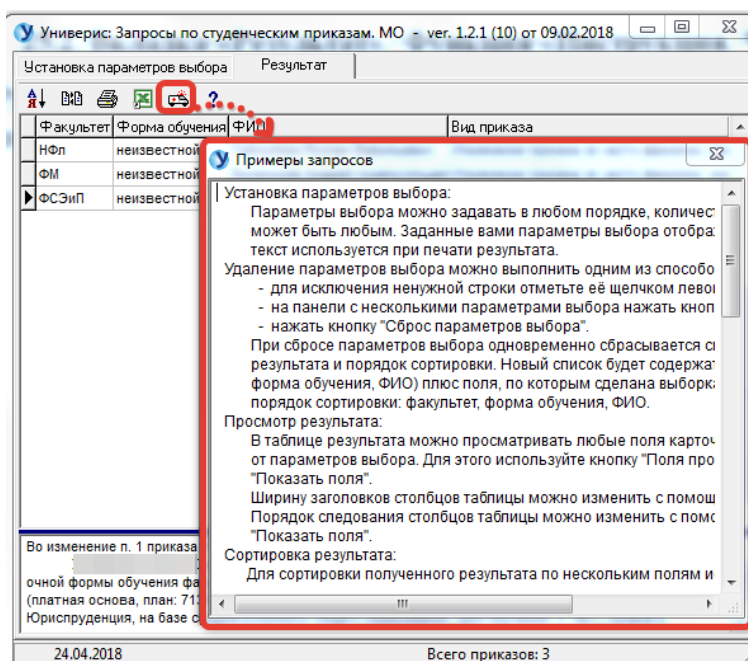 Универис: Запросы по студенческим приказам. МО - ver. 1.2.1 (10) от 09.02.2018
Установка параметров выбора Результат
Факультет Форма обучения ФИО Вид приказа
НФл неизвестной
ФМ неизвестной
ФСЭиП неизвестной
Примеры запросов
Установка параметров выбора:
Параметры выбора можно задавать в любом порядке, количест
может быть любым. Заданные вами параметры выбора отобра
текст используется при печати результата.
Удаление параметров выбора можно выполнить одним из способо
- для исключения ненужной строки отметьте её щелчком лево
- на панели с несколькими параметрами выбора нажать кноп
- нажать кнопку "Сброс параметров выбора".
При сбросе параметров выбора одновременно сбрасывается с
результата и порядок сортировки. Новый список будет содержат
форма обучения, ФИО) плюс поля, по которым сделана выборк
порядок сортировки: факультет, форма обучения, ФИО.
Просмотр результата:
В таблице результата можно просматривать любые поля карточ
от параметров выбора. Для этого используйте кнопку "Поля про
"Показать поля".
Ширину заголовков столбцов таблицы можно изменить с помощ
Порядок следования столбцов таблицы можно изменить с помо
"Показать поля".
Сортировка результата:
Для сортировки полученного результата по нескольким полям и
Во изменение п. 1 приказа
очной формы обучения фа
(платная основа, план: 713
Юриспруденция, на базе с
24.04.2018 Всего приказов: 3